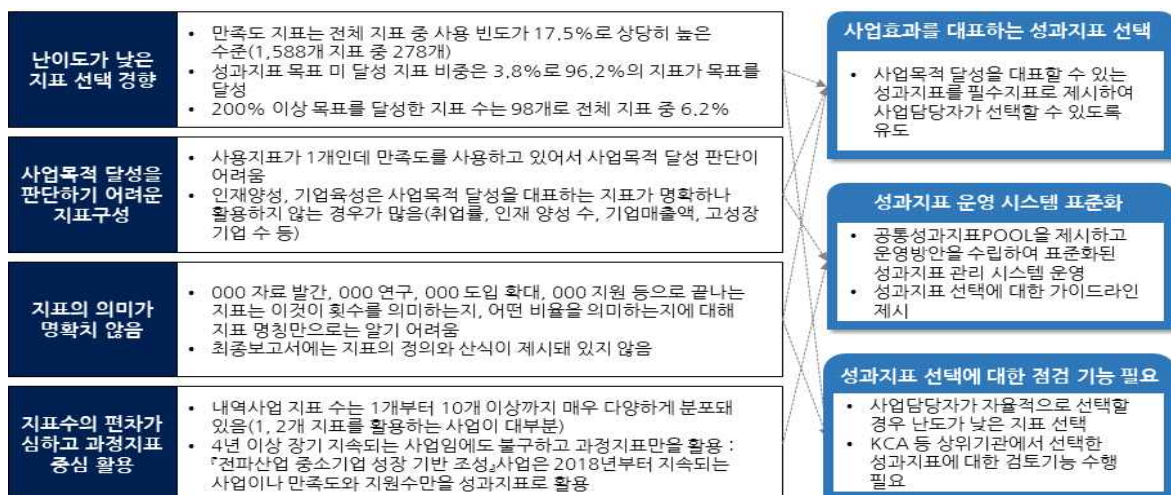 난이도가 낮은
지표 선택 경향
• 만족도 지표는 전체 지표 중 사용 빈도가 17.5%로 상당히 높은
수준(1,588개 지표 중 278개)
• 성과지표 목표 미 달성 지표 비중은 3.8%로 96.2%의 지표가 목표를
달성
• 200% 이상 목표를 달성한 지표 수는 98개로 전체 지표 중 6.2%
사업목적 달성을
판단하기 어려운
지표구성
• 사용지표가 1개인데 만족도를 사용하고 있어서 사업목적 달성 판단이
어려움
• 인재양성, 기업육성은 사업목적 달성을 대표하는 지표가 명확하나
활용하지 않는 경우가 많음(취업률, 인재 양성 수, 기업매출액, 고성장
기업 수 등)
지표의 의미가
명확치 않음
• 000 자료 발간, 000 연구, 000 도입 확대, 000 지원 등으로 끝나는
지표는 이것이 횟수를 의미하는지, 어떤 비율을 의미하는지에 대해
지표 명칭만으로는 알기 어려움
• 최종보고서에는 지표의 정의와 산식이 제시돼 있지 않음
지표수의 편차가
심하고 과정지표
중심 활용
• 내역사업 지표 수는 1개부터 10개 이상까지 매우 다양하게 분포돼
있음(1, 2개 지표를 활용하는 사업이 대부분)
• 4년 이상 장기 지속되는 사업임에도 불구하고 과정지표만을 활용 :
『전파산업 중소기업 성장 기반 조성』사업은 2018년부터 지속되는
사업이나 만족도와 지원수만을 성과지표로 활용
사업효과를 대표하는 성과지표 선택
• 사업목적 달성을 대표할 수 있는
성과지표를 필수지표로 제시하여
사업담당자가 선택할 수 있도록
유도
성과지표 운영 시스템 표준화
• 공통성과지표POOL을 제시하고
운영방안을 수립하여 표준화된
성과지표 관리 시스템 운영
• 성과지표 선택에 대한 가이드라인
제시
성과지표 선택에 대한 점검 기능 필요
• 사업담당자가 자율적으로 선택할
경우 난도가 낮은 지표 선택
• KCA 등 상위기관에서 선택한
성과지표에 대한 검토기능 수행
필요